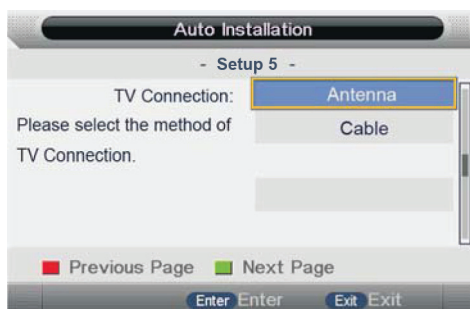 Auto Installation
- Setup 5 -
TV Connection: Antenna
Please select the method of Cable
TV Connection.
Previous Page Next Page
Enter Enter Exit Exit